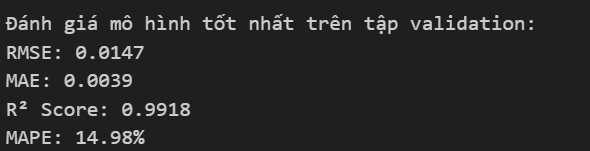 Đánh giá mô hình tốt nhất trên tập validation:
RMSE: 0.0147
MAE: 0.0039
R² Score: 0.9918
MAPE: 14.98%